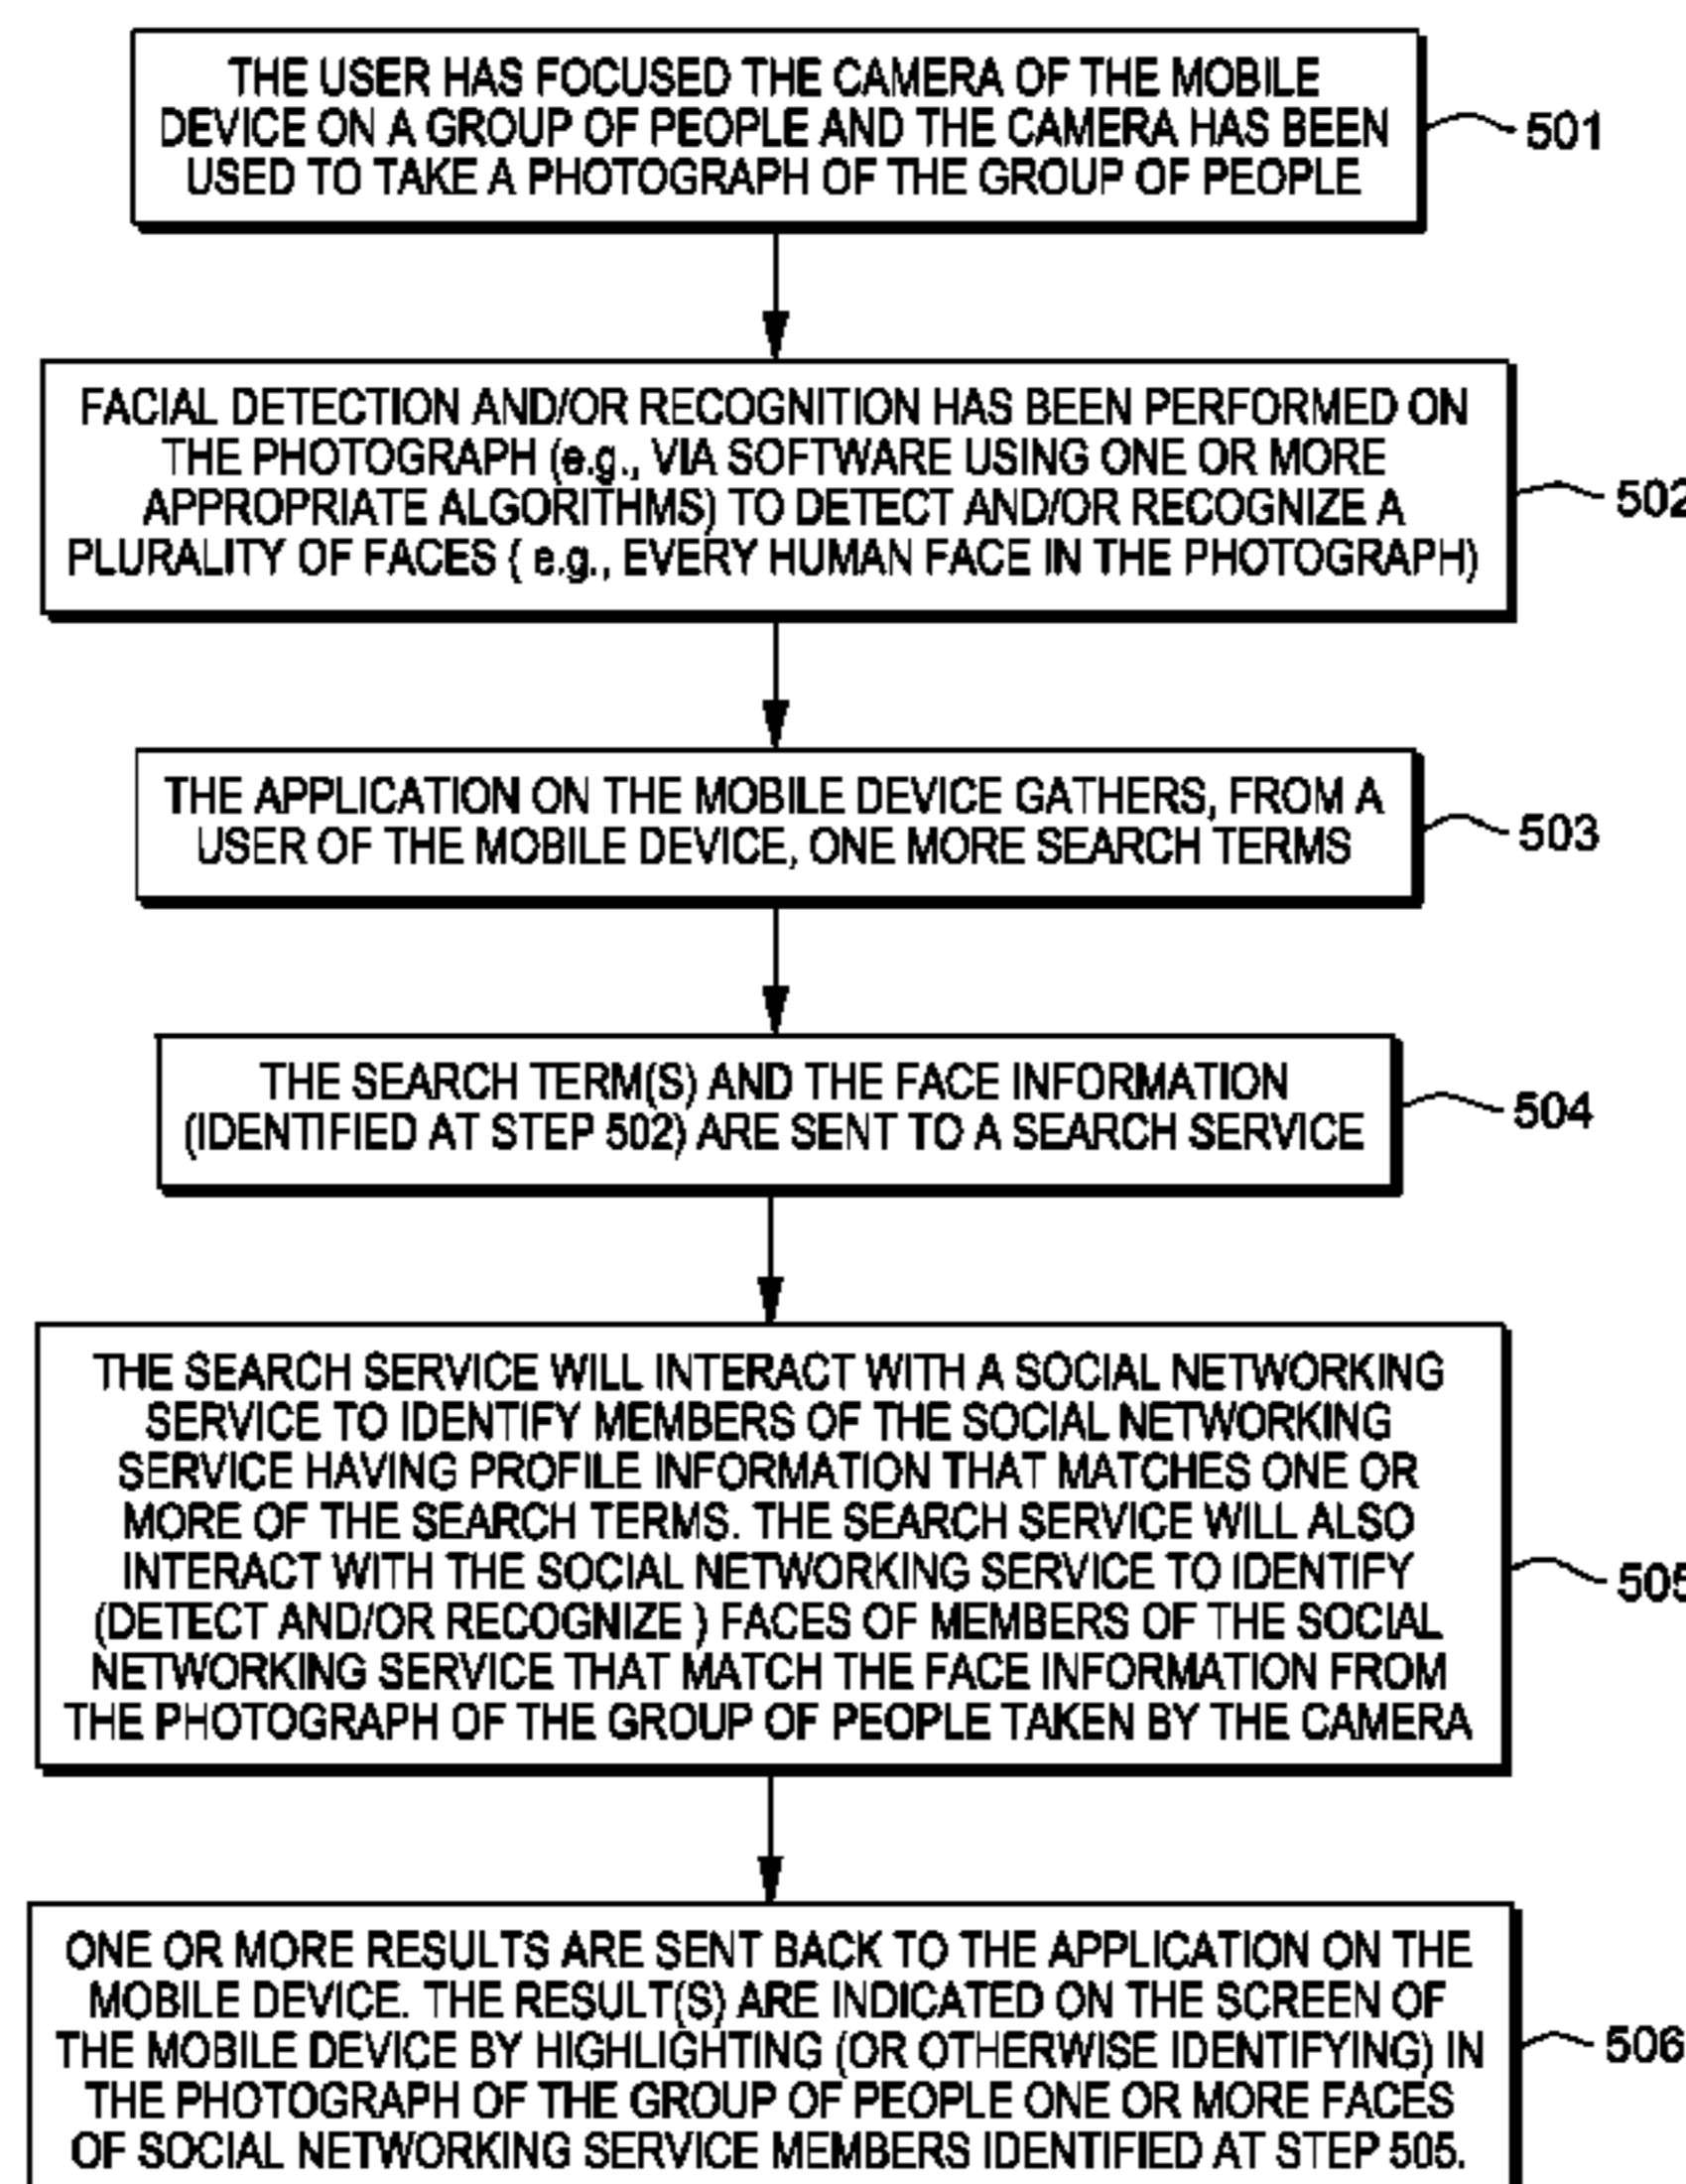 THE USER HAS FOCUSED THE CAMERA OF THE MOBILE
DEVICE ON A GROUP OF PEOPLE AND THE CAMERA HAS BEEN
USED TO TAKE A PHOTOGRAPH OF THE GROUP OF PEOPLE
501
FACIAL DETECTION AND/OR RECOGNITION HAS BEEN PERFORMED ON
THE PHOTOGRAPH (e.g., VIA SOFTWARE USING ONE OR MORE
APPROPRIATE ALGORITHMS) TO DETECT AND/OR RECOGNIZE A
PLURALITY OF FACES ( e.g., EVERY HUMAN FACE IN THE PHOTOGRAPH)
502
THE APPLICATION ON THE MOBILE DEVICE GATHERS, FROM A
USER OF THE MOBILE DEVICE, ONE MORE SEARCH TERMS
503
THE SEARCH TERM(S) AND THE FACE INFORMATION
(IDENTIFIED AT STEP 502) ARE SENT TO A SEARCH SERVICE
504
THE SEARCH SERVICE WILL INTERACT WITH A SOCIAL NETWORKING
SERVICE TO IDENTIFY MEMBERS OF THE SOCIAL NETWORKING
SERVICE HAVING PROFILE INFORMATION THAT MATCHES ONE OR
MORE OF THE SEARCH TERMS. THE SEARCH SERVICE WILL ALSO
INTERACT WITH THE SOCIAL NETWORKING SERVICE TO IDENTIFY
(DETECT AND/OR RECOGNIZE ) FACES OF MEMBERS OF THE SOCIAL
NETWORKING SERVICE THAT MATCH THE FACE INFORMATION FROM
THE PHOTOGRAPH OF THE GROUP OF PEOPLE TAKEN BY THE CAMERA
505
ONE OR MORE RESULTS ARE SENT BACK TO THE APPLICATION ON THE
MOBILE DEVICE. THE RESULT(S) ARE INDICATED ON THE SCREEN OF
THE MOBILE DEVICE BY HIGHLIGHTING (OR OTHERWISE IDENTIFYING) IN
THE PHOTOGRAPH OF THE GROUP OF PEOPLE ONE OR MORE FACES
OF SOCIAL NETWORKING SERVICE MEMBERS IDENTIFIED AT STEP 505.
506